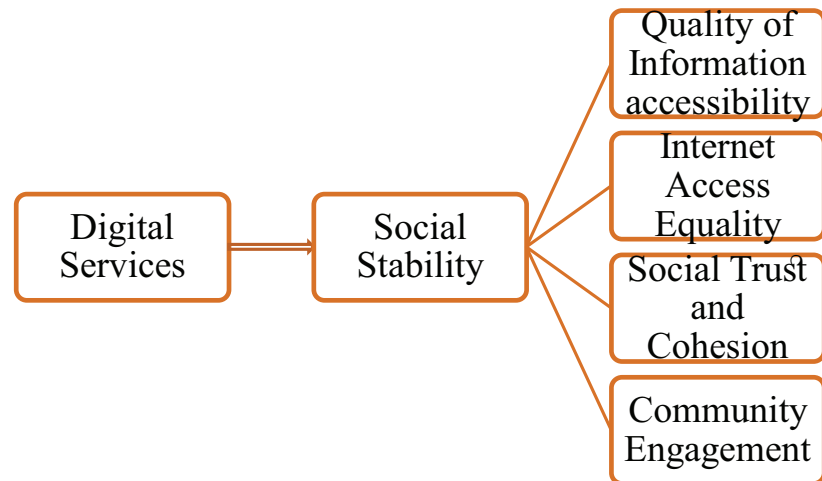 Quality of
Information
accessibility
Internet
Access
Equality
Digital
Services
Social
Stability
Social Trust
and
Cohesion
Community
Engagement